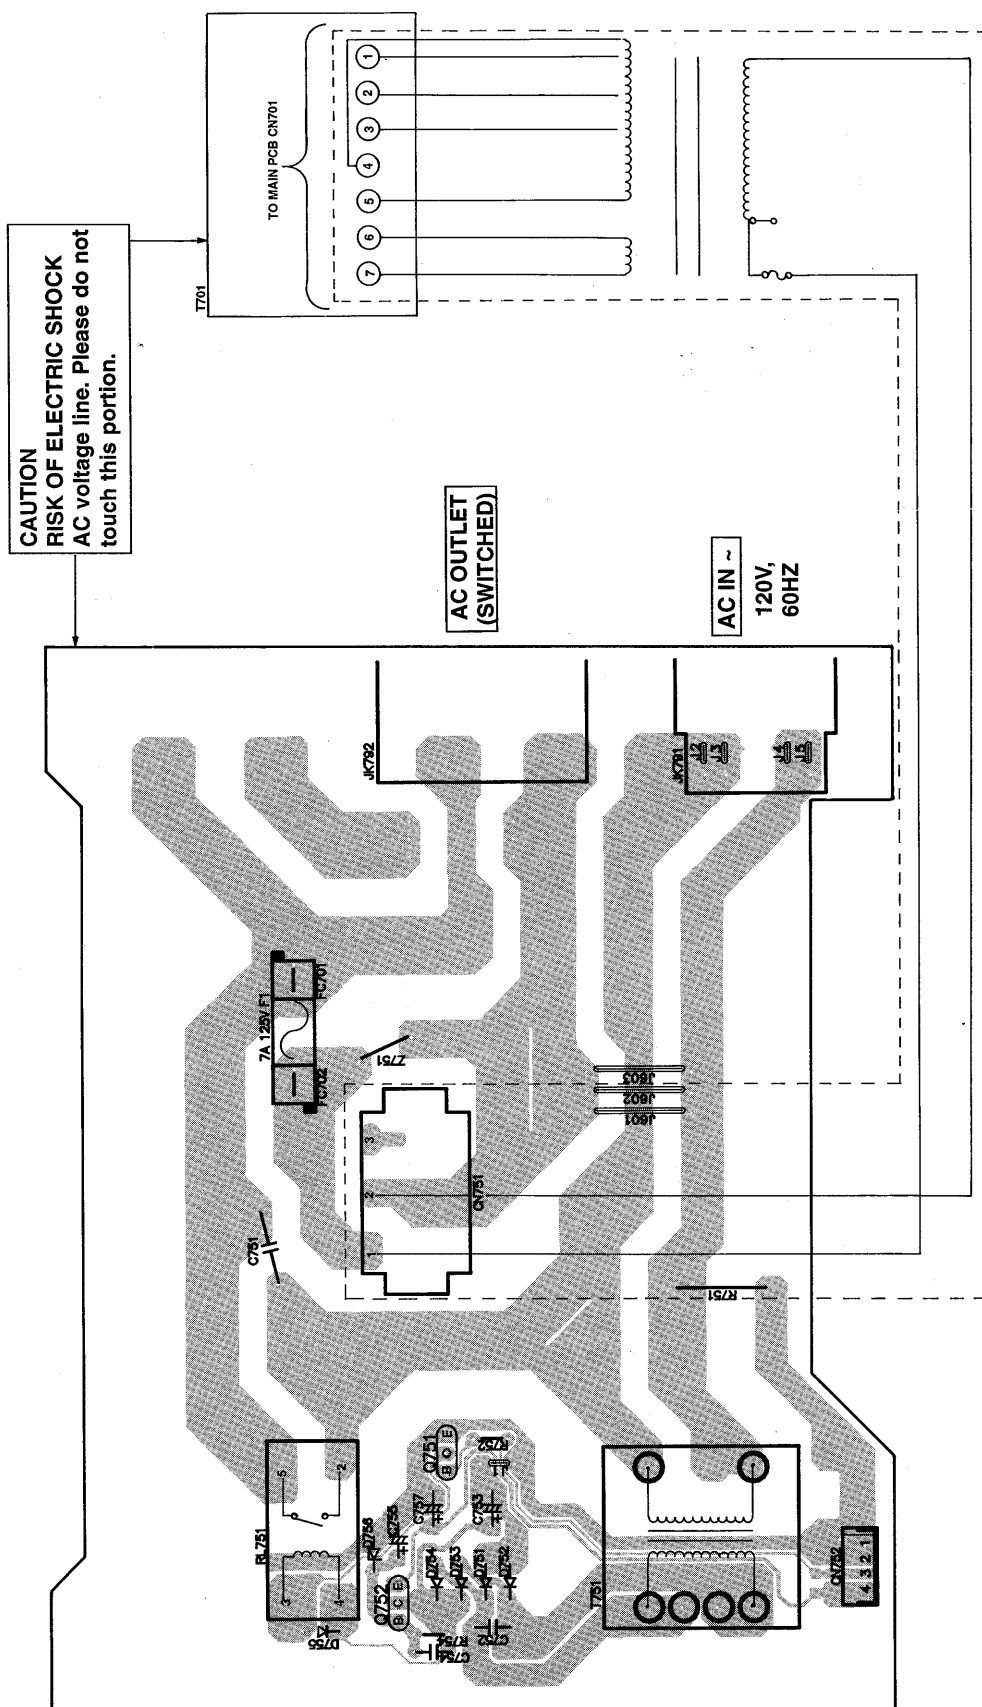 TO MAIN PCB CN701
1
2
3
4
5
6
7
T701
CAUTION
RISK OF ELECTRIC SHOCK
AC voltage line. Please do not
touch this portion.
AC OUTLET
(SWITCHED)
AC IN ~
120V,
60HZ
JK792
JK791
J2
J3
J4
J5
7A 125V F1
FC701
FC702
Z751
J603
J602
J601
3
2
1
CN751
C751
R751
RL751
5
2
3
4
Q751
B C E
R752
J1
C757
C753
C755
D756
Q752
B C E
D754
D753
D751
D752
D755
R754
C754
C752
T751
CN752
4 3 2 1